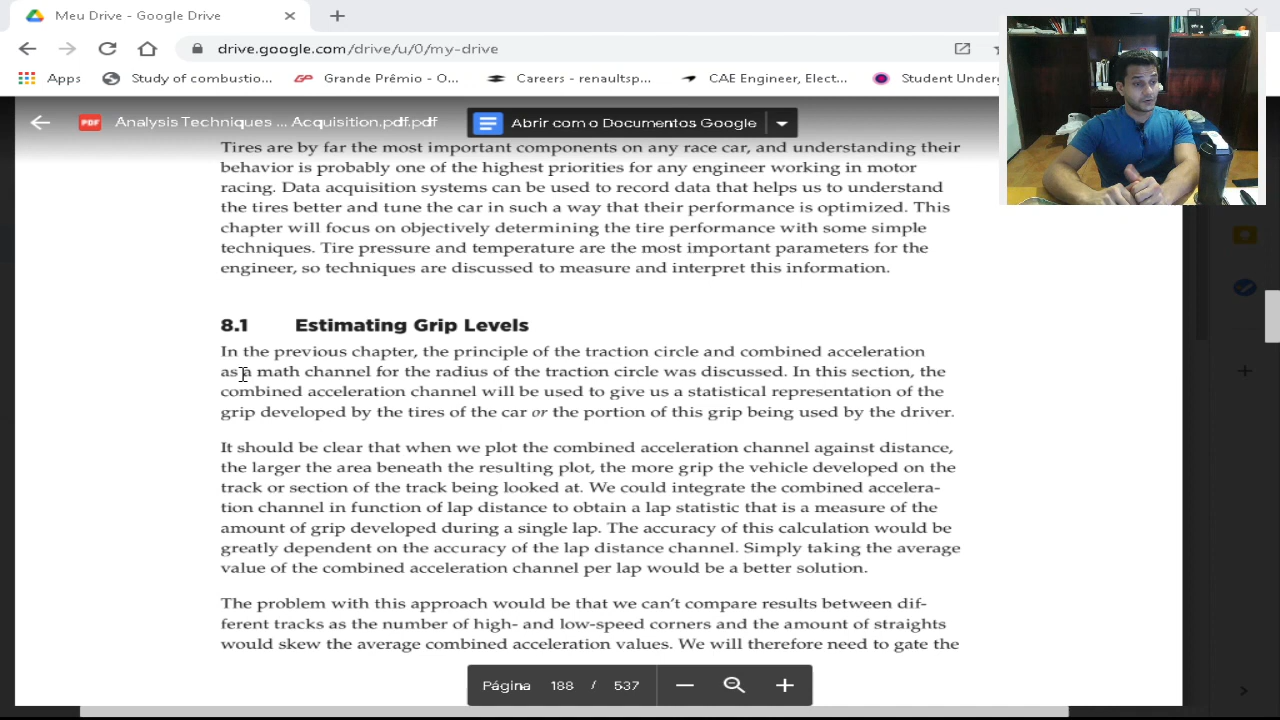 Meu Drive - Google Drive
drive.google.com/drive/u/0/my-drive
Apps Study of combustio... Grande Prêmio - O... Careers - renaultsp... CAE Engineer, Elect... Student Underg
PDF Analysis Techniques ... Acquisition.pdf.pdf Abrir com o Documentos Google
Tires are by far the most important components on any race car, and understanding their
behavior is probably one of the highest priorities for any engineer working in motor
racing. Data acquisition systems can be used to record data that helps us to understand
the tires better and tune the car in such a way that their performance is optimized. This
chapter will focus on objectively determining the tire performance with some simple
techniques. Tire pressure and temperature are the most important parameters for the
engineer, so techniques are discussed to measure and interpret this information.
8.1 Estimating Grip Levels
In the previous chapter, the principle of the traction circle and combined acceleration
as a math channel for the radius of the traction circle was discussed. In this section, the
combined acceleration channel will be used to give us a statistical representation of the
grip developed by the tires of the car or the portion of this grip being used by the driver.
It should be clear that when we plot the combined acceleration channel against distance,
the larger the area beneath the resulting plot, the more grip the vehicle developed on the
track or section of the track being looked at. We could integrate the combined accelera-
tion channel in function of lap distance to obtain a lap statistic that is a measure of the
amount of grip developed during a single lap. The accuracy of this calculation would be
greatly dependent on the accuracy of the lap distance channel. Simply taking the average
value of the combined acceleration channel per lap would be a better solution.
The problem with this approach would be that we can't compare results between dif-
ferent tracks as the number of high- and low-speed corners and the amount of straights
would skew the average combined acceleration values. We will therefore need to gate the
Página 188 / 537